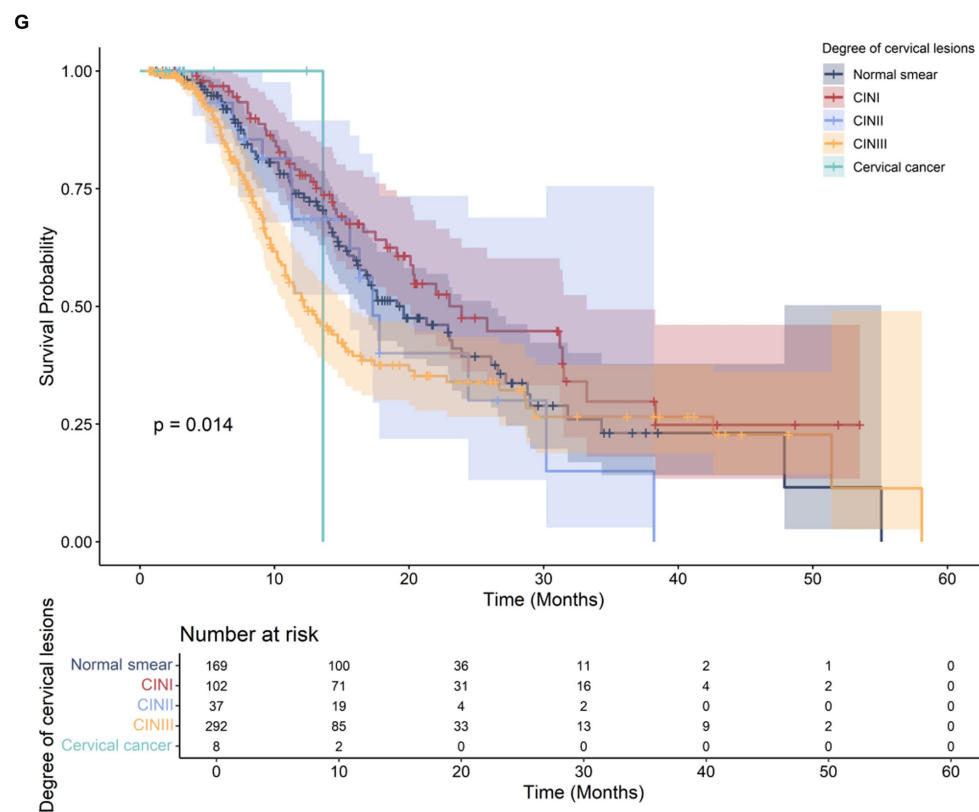 G
Degree of cervical lesions
Normal smear
CINI
CINII
CINIII
Cervical cancer
Survival Probability
1.00
0.75
0.50
0.25
0.00
p = 0.014
0 10 20 30 40 50 60
Time (Months)
Number at risk
Degree of cervical lesions
Normal smear 169 100 36 11 2 1 0
CINI 102 71 31 16 4 2 0
CINII 37 19 4 2 0 0 0
CINIII 292 85 33 13 9 2 0
Cervical cancer 8 2 0 0 0 0 0
0 10 20 30 40 50 60
Time (Months)